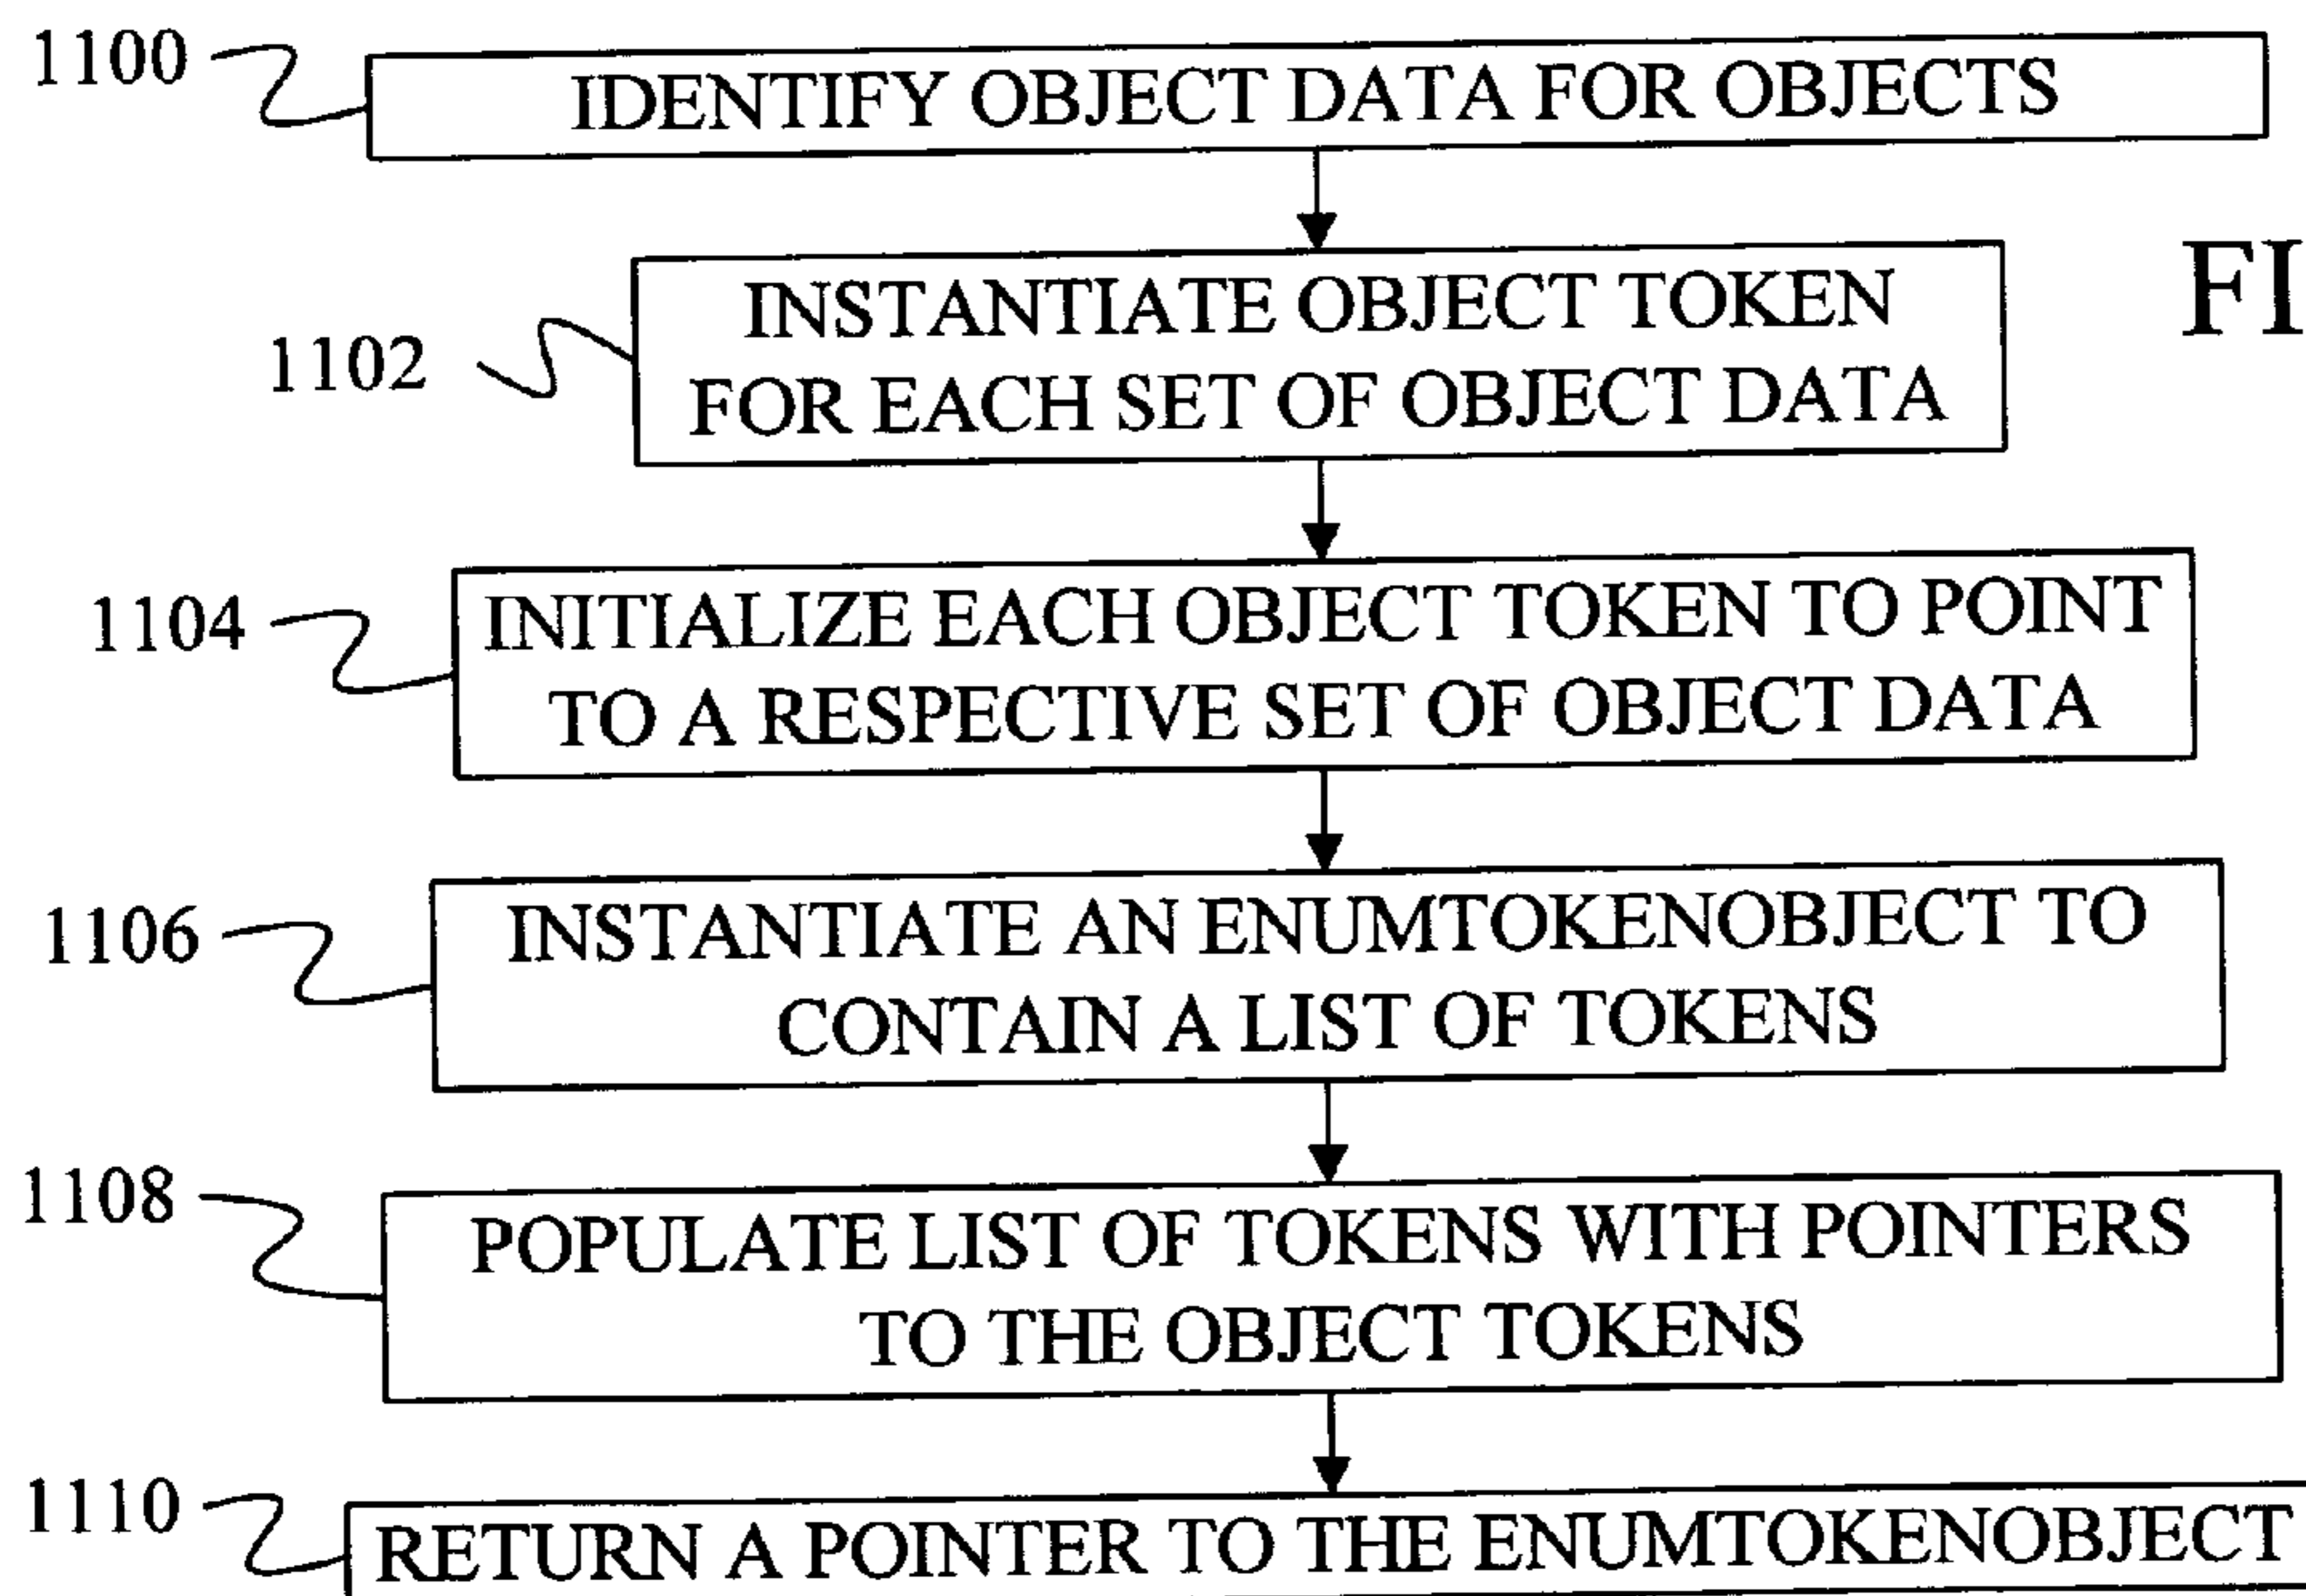 1100
IDENTIFY OBJECT DATA FOR OBJECTS
FI
1102
INSTANTIATE OBJECT TOKEN
FOR EACH SET OF OBJECT DATA
1104
INITIALIZE EACH OBJECT TOKEN TO POINT
TO A RESPECTIVE SET OF OBJECT DATA
1106
INSTANTIATE AN ENUMTOKENOBJECT TO
CONTAIN A LIST OF TOKENS
1108
POPULATE LIST OF TOKENS WITH POINTERS
TO THE OBJECT TOKENS
1110
RETURN A POINTER TO THE ENUMTOKENOBJECT